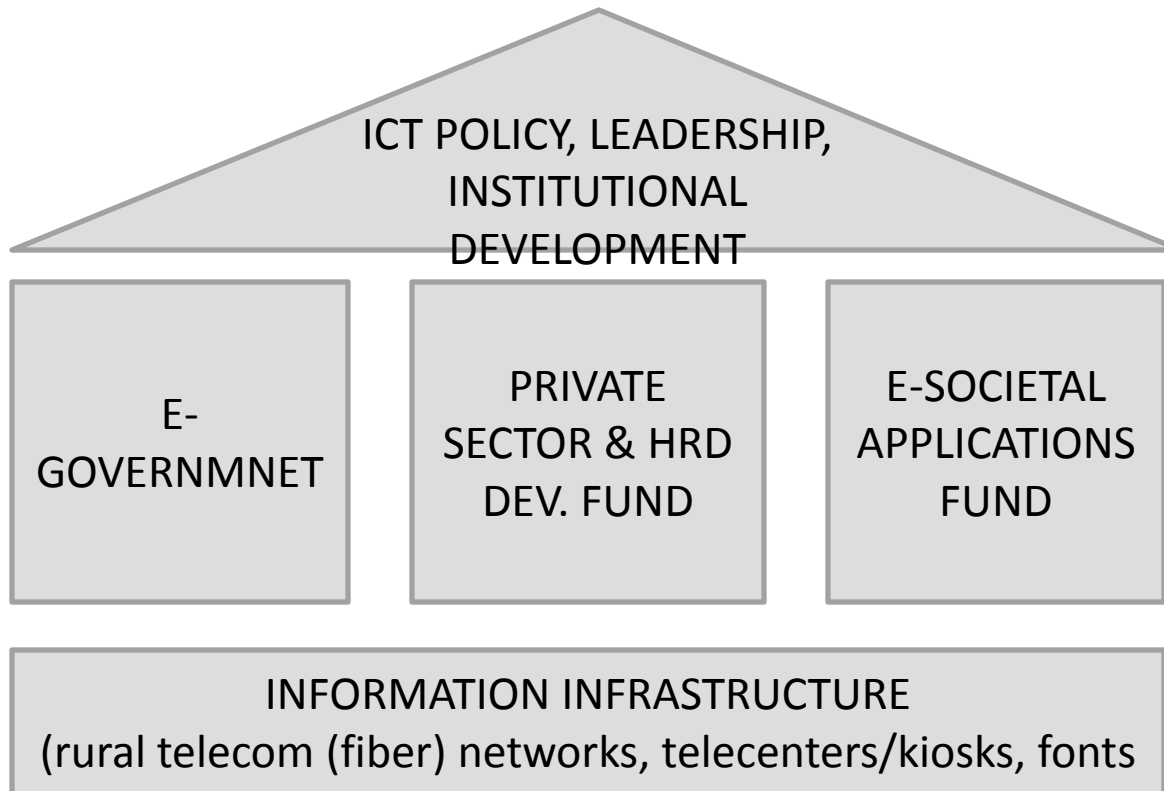 ICT POLICY, LEADERSHIP,
INSTITUTIONAL
DEVELOPMENT
E-
GOVERNMNET
PRIVATE
SECTOR & HRD
DEV. FUND
E-SOCIETAL
APPLICATIONS
FUND
INFORMATION INFRASTRUCTURE
(rural telecom (fiber) networks, telecenters/kiosks, fonts